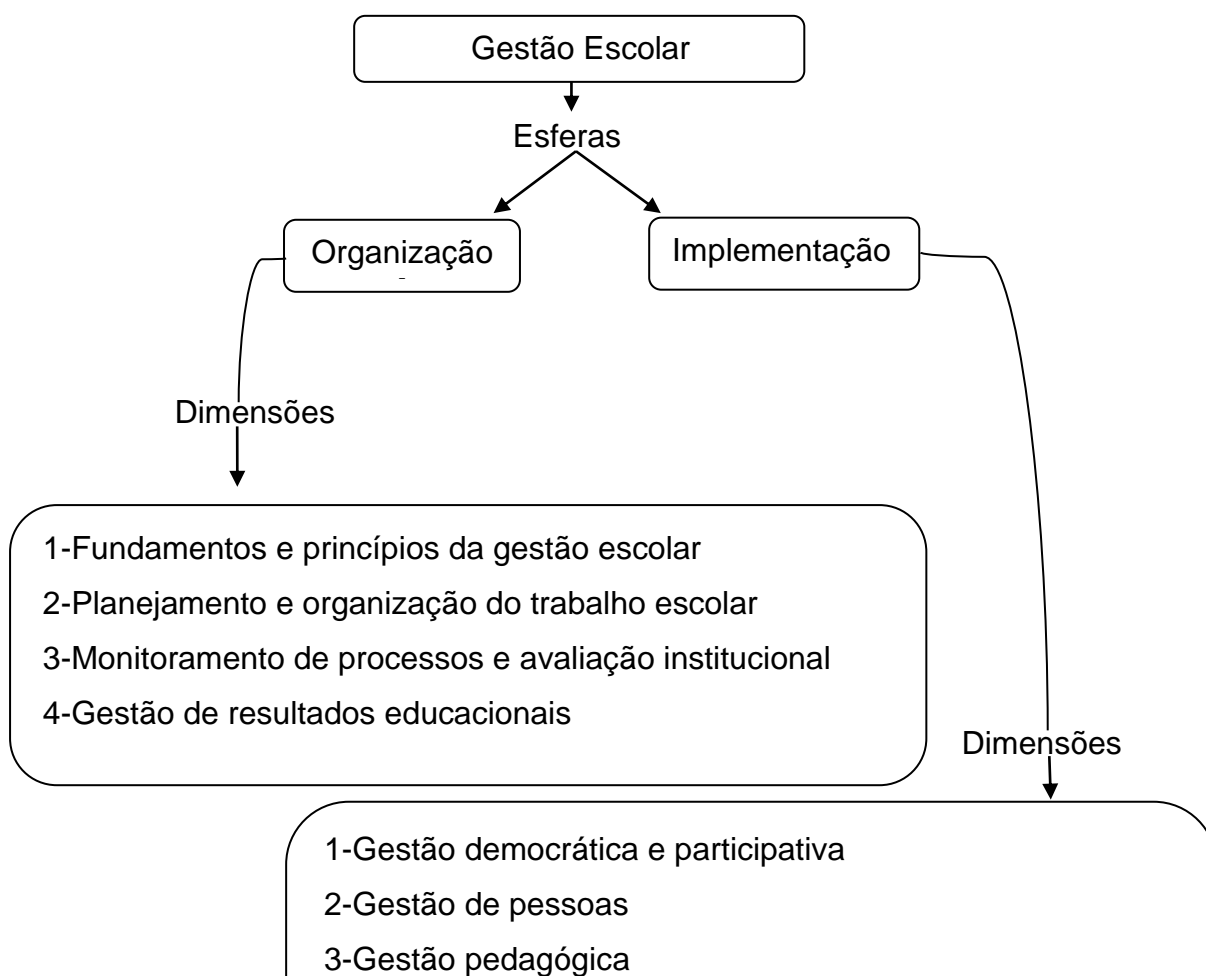 Gestão Escolar
Esferas
Organização
Implementação
Dimensões
1-Fundamentos e princípios da gestão escolar
2-Planejamento e organização do trabalho escolar
3-Monitoramento de processos e avaliação institucional
4-Gestão de resultados educacionais
Dimensões
1-Gestão democrática e participativa
2-Gestão de pessoas
3-Gestão pedagógica